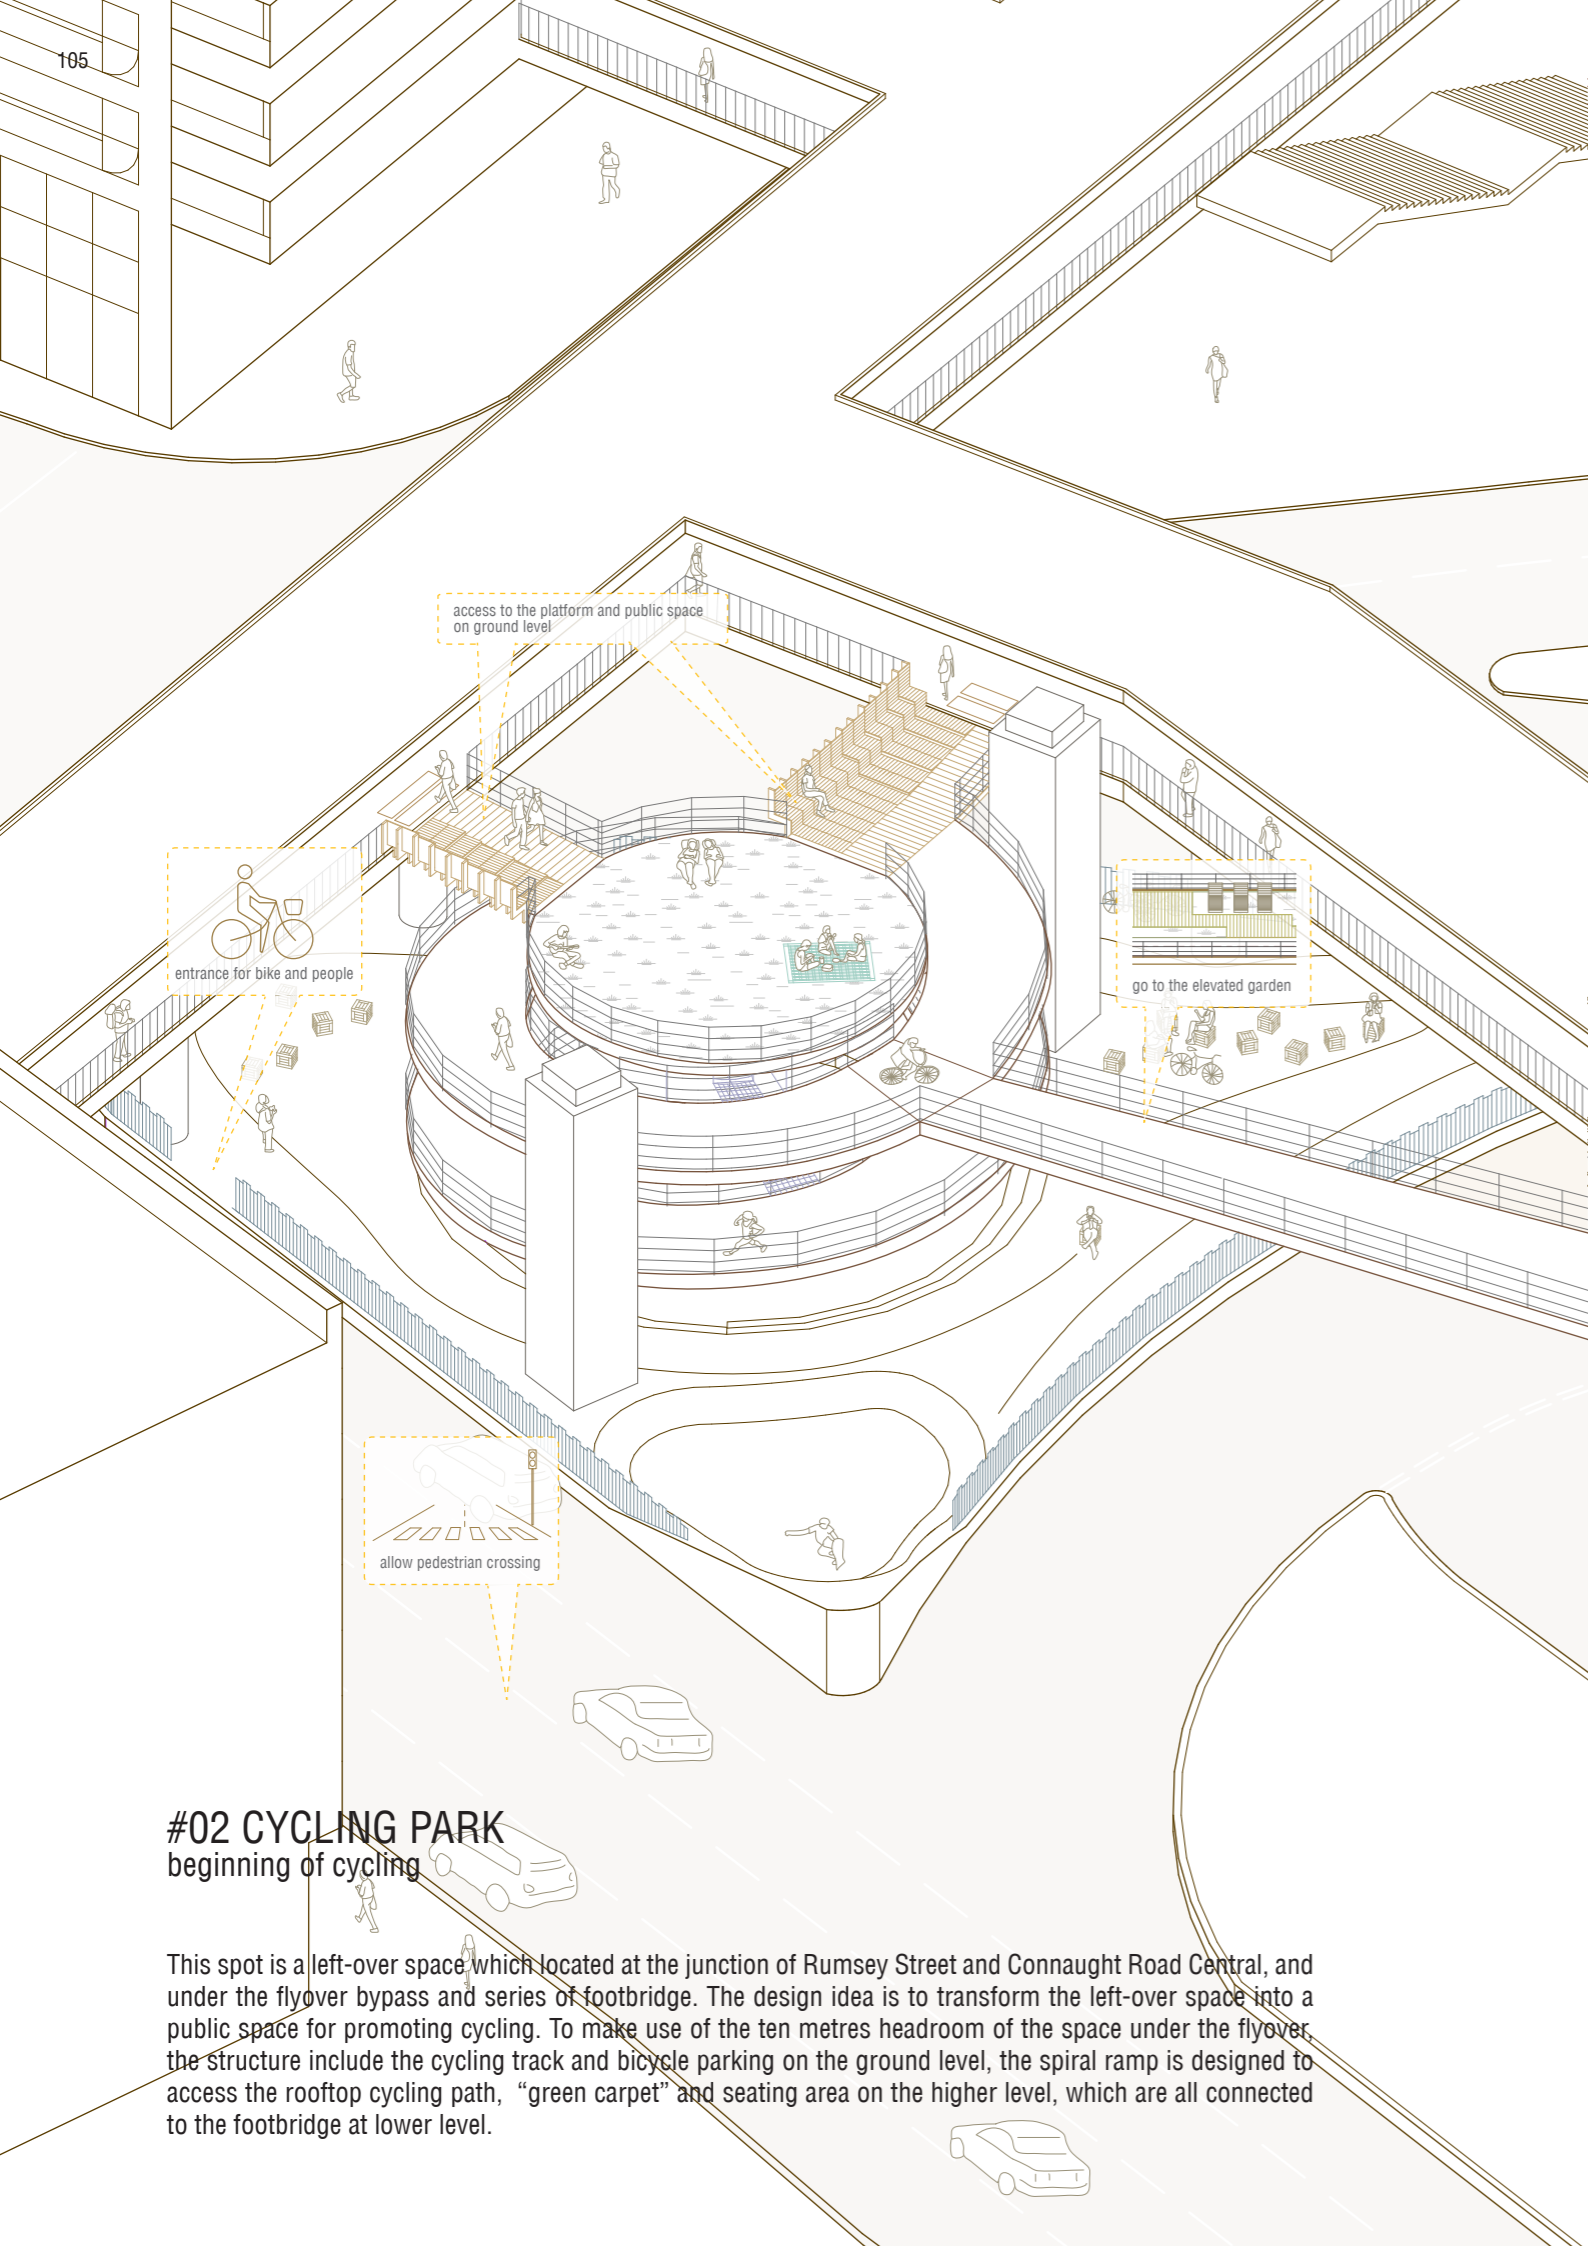 105
access to the platform and public space
on ground level
entrance for bike and people
go to the elevated garden
allow pedestrian crossing
#02 CYCLING PARK
beginning of cycling
This spot is a left-over space which located at the junction of Rumsey Street and Connaught Road Central, and
under the flyover bypass and series of footbridge. The design idea is to transform the left-over space into a
public space for promoting cycling. To make use of the ten metres headroom of the space under the flyover,
the structure include the cycling track and bicycle parking on the ground level, the spiral ramp is designed to
access the rooftop cycling path, “green carpet” and seating area on the higher level, which are all connected
to the footbridge at lower level.